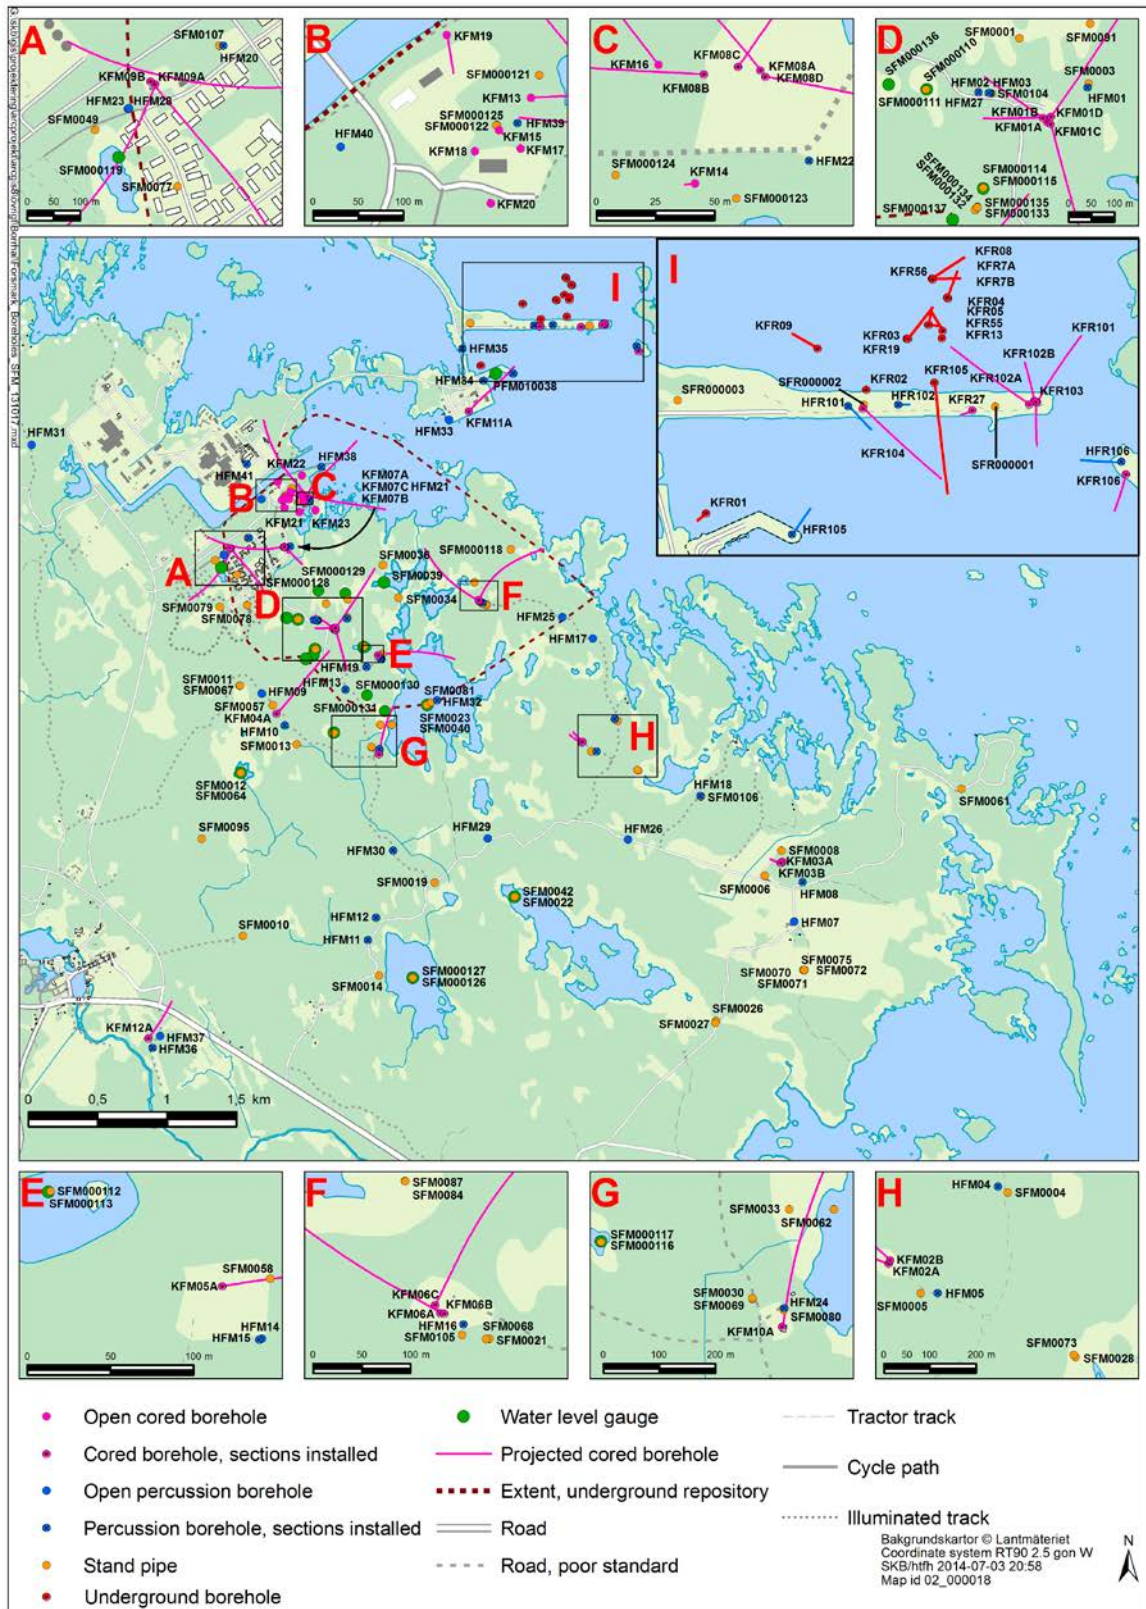 A
SFM0107
HFM20
KFM09B
KFM09A
HFM23
HFM28
SFM0049
SFM000119
SFM0077
0
50
100 m
B
KFM19
SFM000121
KFM13
SFM000125
HFM39
SFM000122
KFM15
HFM40
KFM18
KFM17
KFM20
0
50
100 m
C
KFM16
KFM08C
KFM08A
KFM08D
KFM08B
HFM22
SFM000124
KFM14
SFM000123
0
25
50 m
D
SFM000136
SFM000110
SFM0001
SFM0091
HFM02
HFM03
SFM0003
SFM000111
HFM27
SFM0104
HFM01
KFM01B
KFM01D
KFM01A
KFM01C
SFM000114
SFM000115
SFM000134
SFM000132
SFM000137
SFM000135
SFM000133
0
100 m
I
HFM35
HFM34
PFM010038
HFM33
KFM11A
HFM31
KFM22
HFM38
HFM41
KFM07A
KFM07C
HFM21
KFM07B
B
C
KFM21
KFM23
A
SFM0036
SFM000118
SFM000129
SFM000128
SFM0039
SFM0034
F
SFM0079
SFM0078
D
HFM25
HFM17
E
HFM19
SFM0011
SFM0067
HFM09
HFM13
SFM000130
SFM0081
HFM32
SFM0057
KFM04A
SFM000131
SFM0023
SFM0040
HFM10
SFM0013
G
H
SFM0012
SFM0064
HFM18
SFM0106
SFM0061
SFM0095
HFM29
HFM26
HFM30
SFM0008
KFM03A
KFM03B
SFM0019
SFM0006
HFM08
SFM0042
SFM0022
HFM12
HFM07
SFM0010
HFM11
SFM0014
SFM000127
SFM000126
SFM0075
SFM0070
SFM0072
SFM0071
SFM0026
SFM0027
KFM12A
HFM37
HFM36
0
0,5
1
1,5 km
I
KFR08
KFR56
KFR7A
KFR7B
KFR04
KFR05
KFR09
KFR03
KFR55
KFR19
KFR13
KFR101
KFR102B
KFR105
KFR102A
SFR000003
SFR000002
KFR02
KFR103
HFR101
HFR102
KFR27
KFR104
SFR000001
HFR106
KFR106
KFR01
HFR105
E
SFM000112
SFM000113
SFM0058
KFM05A
HFM14
HFM15
0
50
100 m
F
SFM0087
SFM0084
KFM06C
KFM06B
KFM06A
HFM16
SFM0068
SFM0105
SFM0021
0
50
100 m
G
SFM0033
SFM0062
SFM000117
SFM000116
SFM0030
HFM24
SFM0069
SFM0080
KFM10A
0
100
200 m
H
HFM04
SFM0004
KFM02B
KFM02A
SFM0005
HFM05
SFM0073
SFM0028
0
50
100
200 m
Open cored borehole
Cored borehole, sections installed
Open percussion borehole
Percussion borehole, sections installed
Stand pipe
Underground borehole
Water level gauge
Projected cored borehole
Extent, underground repository
Road
Road, poor standard
Tractor track
Cycle path
Illuminated track
Bakgrundskartor © Lantmäteriet
Coordinate system RT90 2.5 gon W
SKB/htfh 2014-07-03 20:58
Map id 02_000018
N